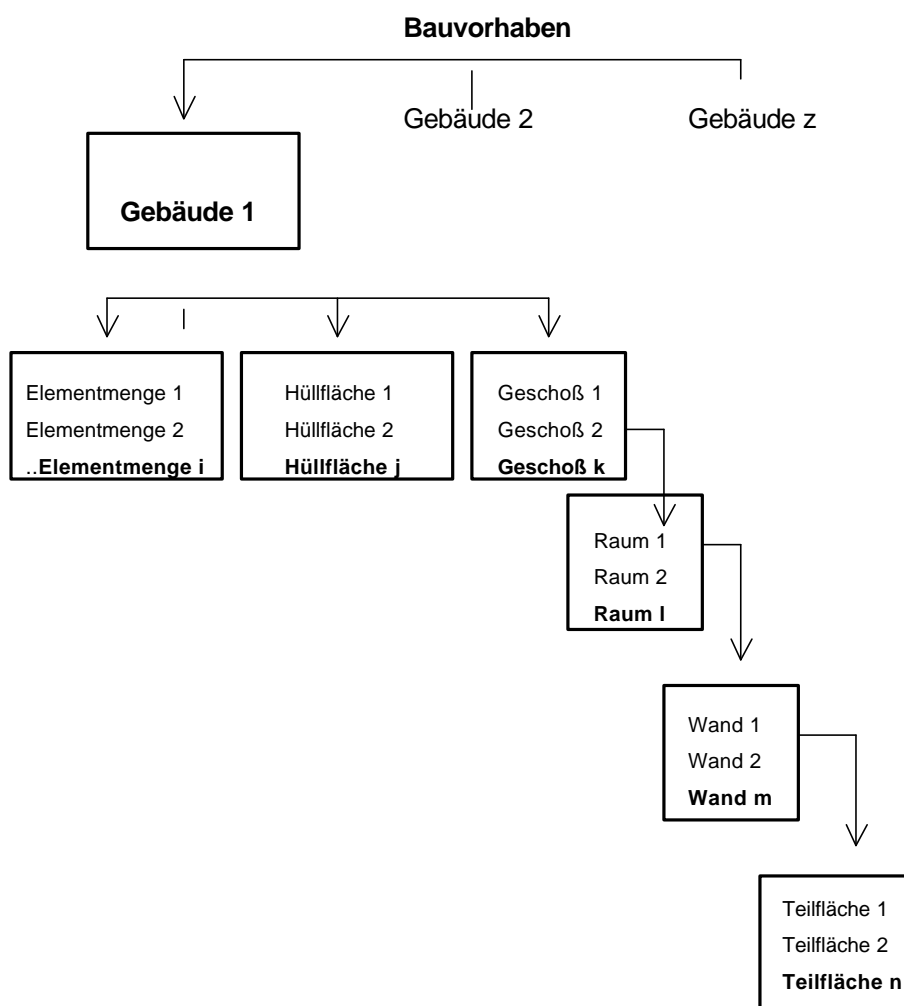 Bauvorhaben
Gebäude 2
Gebäude z
Gebäude 1
Elementmenge 1
Elementmenge 2
..Elementmenge i
Hüllfläche 1
Hüllfläche 2
Hüllfläche j
Geschoß 1
Geschoß 2
Geschoß k
Raum 1
Raum 2
Raum l
Wand 1
Wand 2
Wand m
Teilfläche 1
Teilfläche 2
Teilfläche n